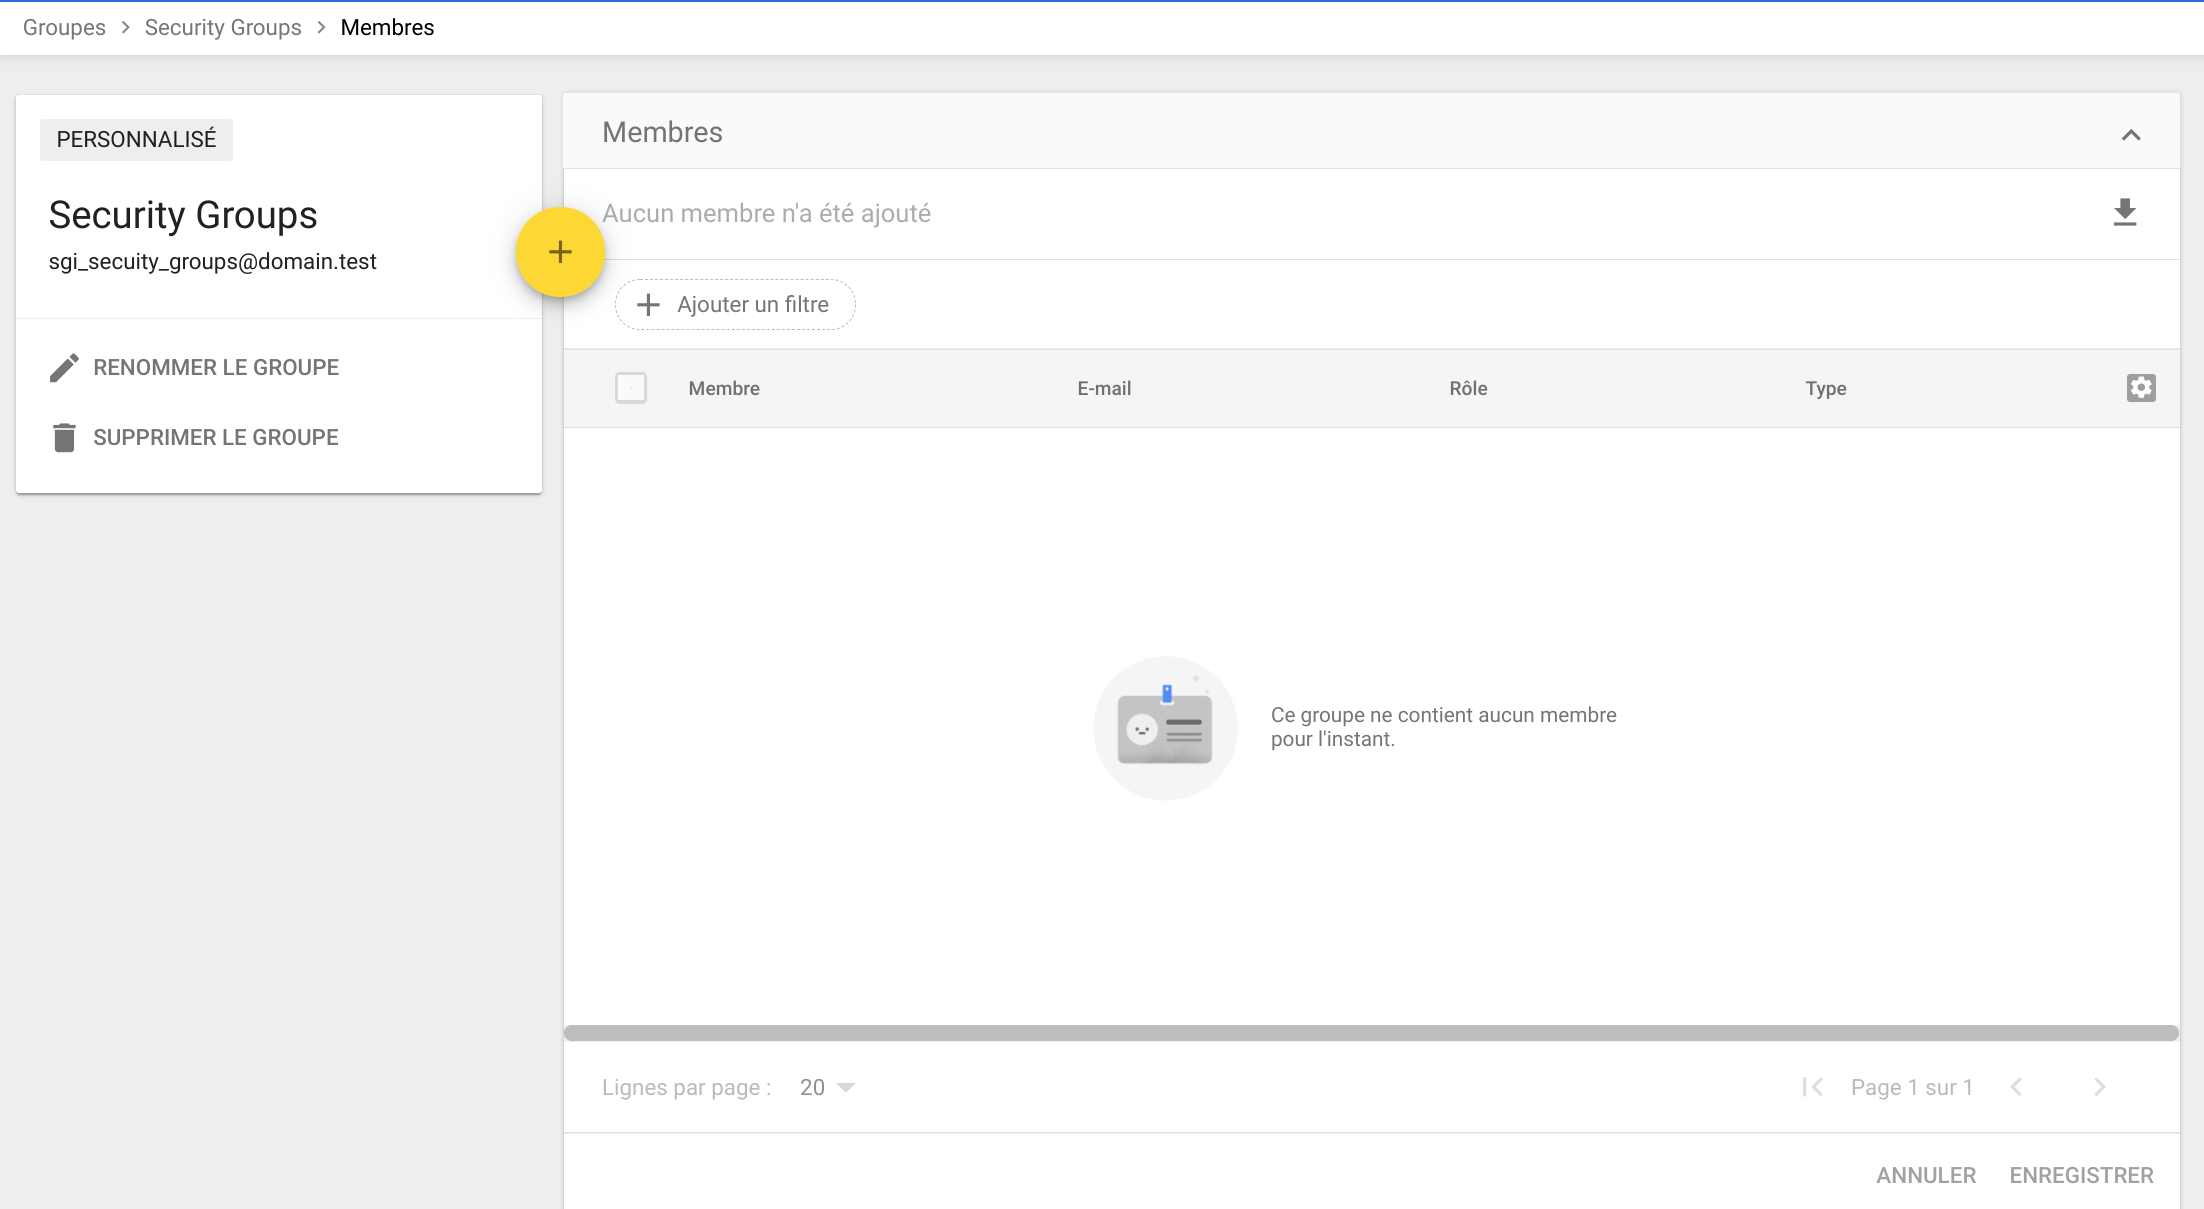 Groupes > Security Groups > Membres
PERSONNALISÉ
Security Groups
sgi_secuity_groups@domain.test
RENOMMER LE GROUPE
SUPPRIMER LE GROUPE
Membres
Aucun membre n'a été ajouté
Ajouter un filtre
Membre E-mail Rôle Type
Ce groupe ne contient aucun membre
pour l'instant.
Lignes par page : 20 Page 1 sur 1
ANNULER ENREGISTRER